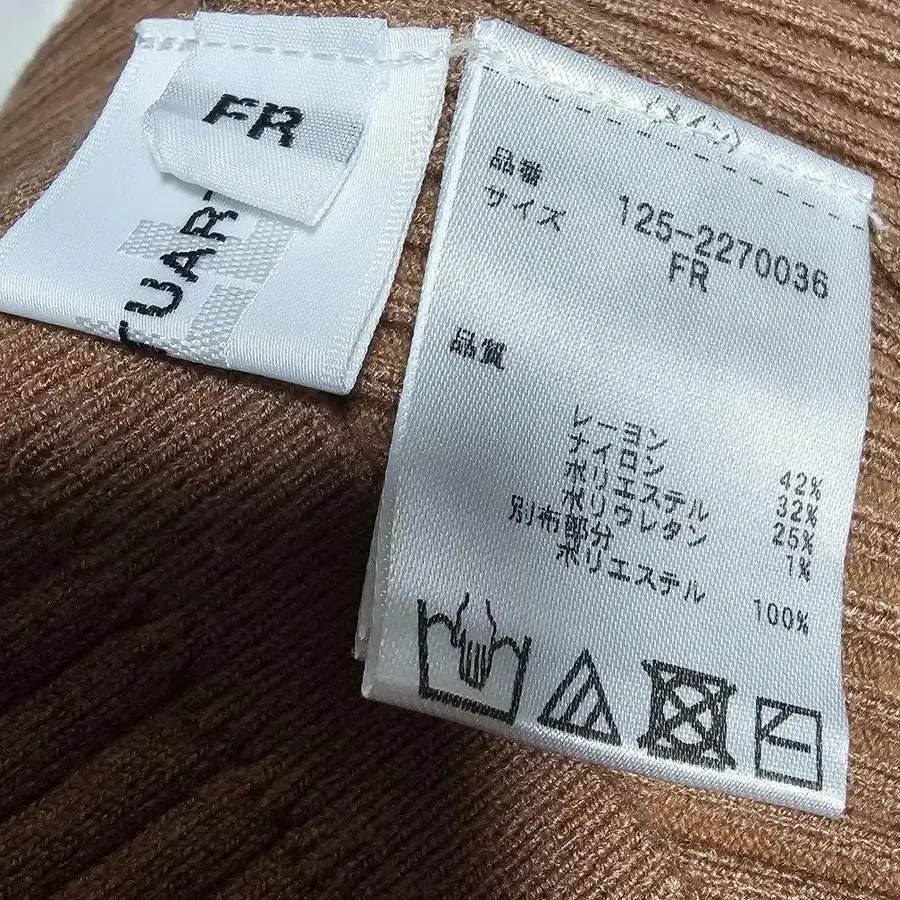 FR
TUAR
品番 125-2270036
サイズ FR
品質
レーヨン 42%
ナイロン 32%
ポリエステル 25%
ポリウレタン 1%
別布部分
ポリエステル 100%